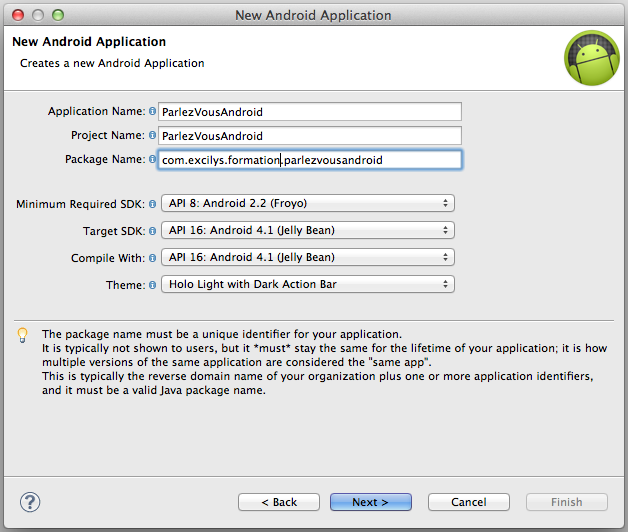 New Android Application
New Android Application
Creates a new Android Application
Application Name: ParlezVousAndroid
Project Name: ParlezVousAndroid
Package Name: com.excilys.formation.parlezvousandroid
Minimum Required SDK: API 8: Android 2.2 (Froyo)
Target SDK: API 16: Android 4.1 (Jelly Bean)
Compile With: API 16: Android 4.1 (Jelly Bean)
Theme: Holo Light with Dark Action Bar
The package name must be a unique identifier for your application.
It is typically not shown to users, but it *must* stay the same for the lifetime of your application; it is how
multiple versions of the same application are considered the "same app".
This is typically the reverse domain name of your organization plus one or more application identifiers,
and it must be a valid Java package name.
? < Back Next > Cancel Finish